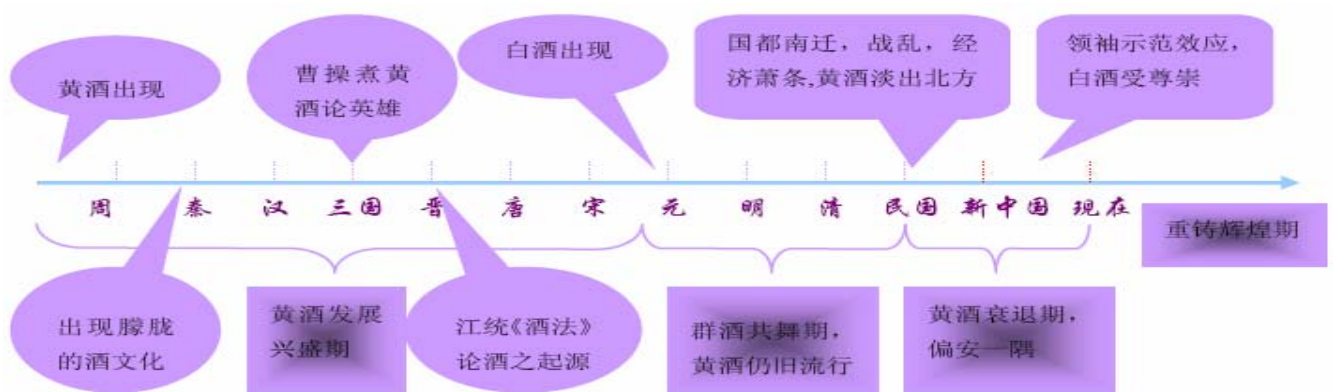 黄酒出现
曹操煮黄
酒论英雄
白酒出现
国都南迁，战乱，经
济萧条,黄酒淡出北方
领袖示范效应，
白酒受尊崇
周 秦 汉 三国 晋 唐 宋 元 明 清 民国 新中国 现在
重铸辉煌期
出现朦胧
的酒文化
黄酒发展
兴盛期
江统《酒法》
论酒之起源
群酒共舞期，
黄酒仍旧流行
黄酒衰退期，
偏安一隅